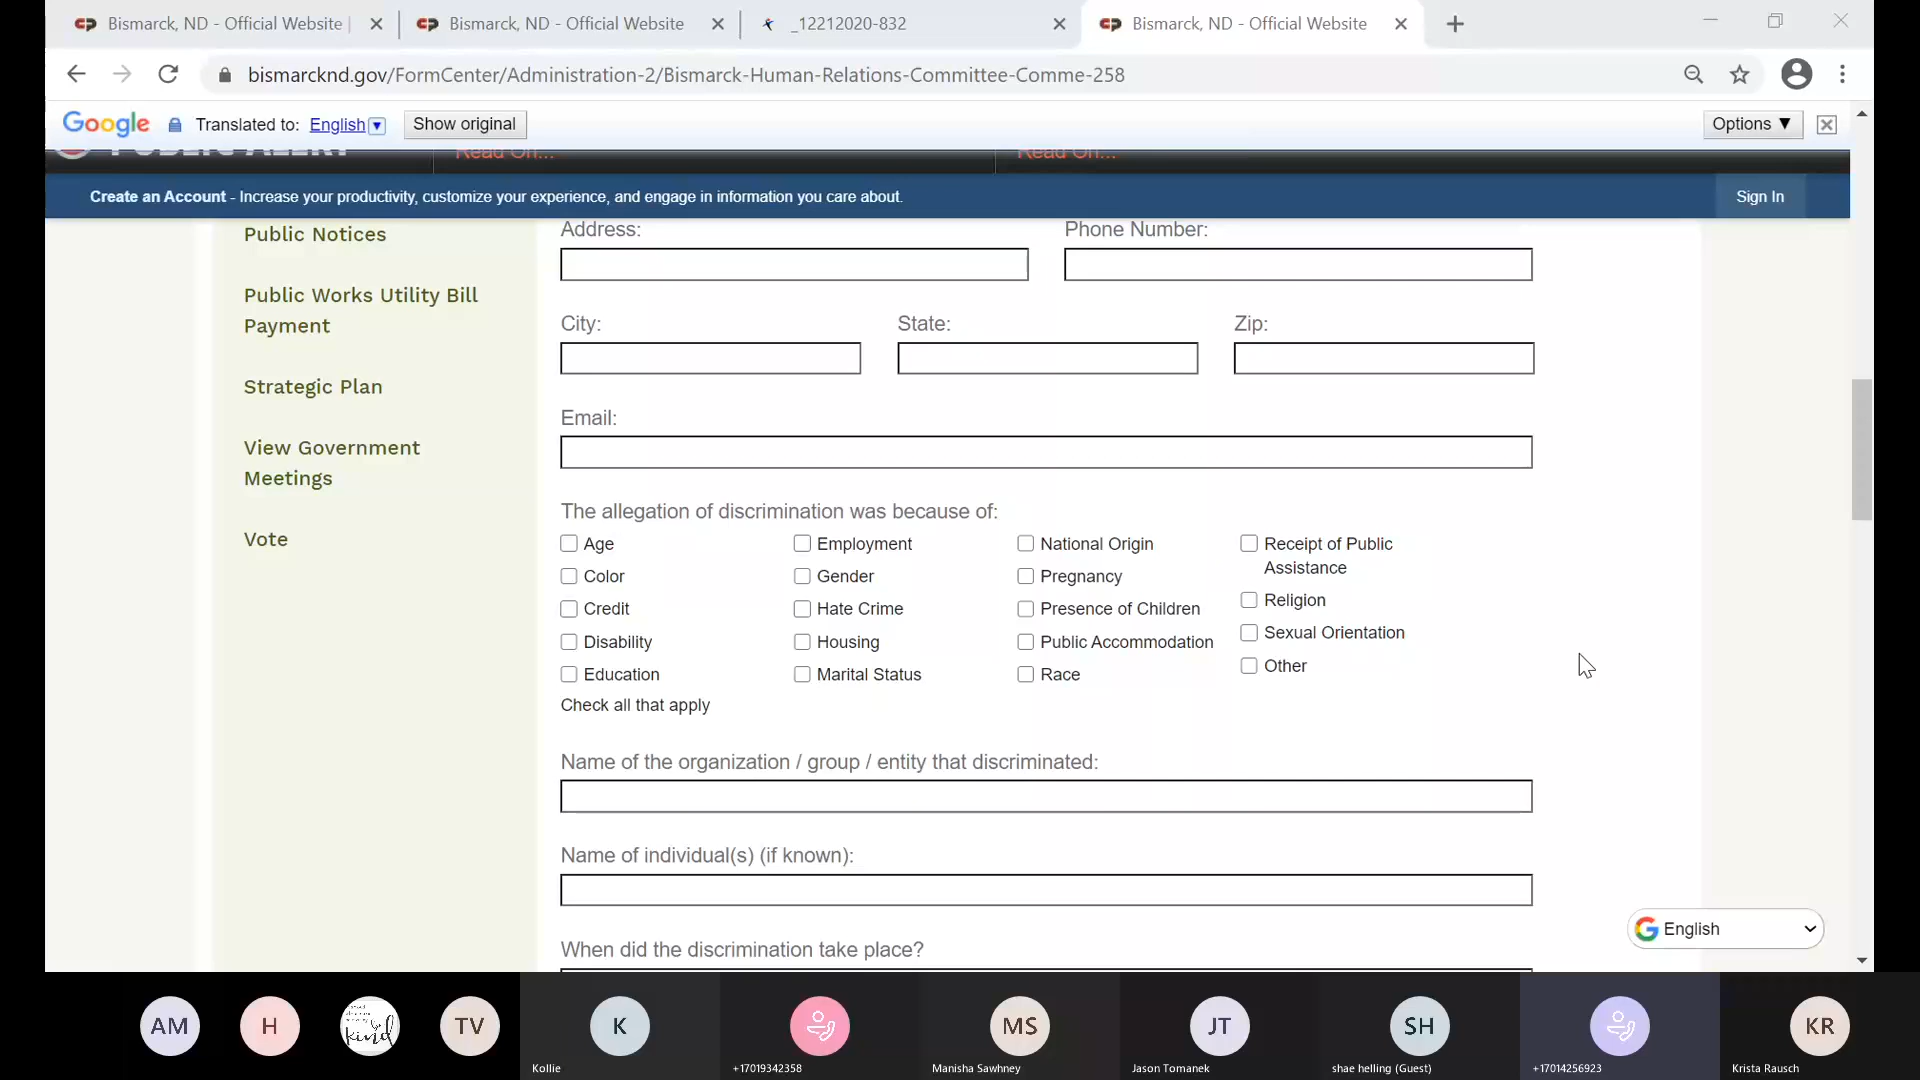 Bismarck, ND - Official Website |
Bismarck, ND - Official Website
_12212020-832
Bismarck, ND - Official Website
bismarcknd.gov/FormCenter/Administration-2/Bismarck-Human-Relations-Committee-Comme-258
Google
Translated to: English
Show original
Options ▼
PUBLIC ALERT
Read On...
Read On...
Create an Account - Increase your productivity, customize your experience, and engage in information you care about.
Sign In
Public Notices
Public Works Utility Bill
Payment
Strategic Plan
View Government
Meetings
Vote
Address:
Phone Number:
City:
State:
Zip:
Email:
The allegation of discrimination was because of:
Age
Color
Credit
Disability
Education
Employment
Gender
Hate Crime
Housing
Marital Status
National Origin
Pregnancy
Presence of Children
Public Accommodation
Race
Receipt of Public
Assistance
Religion
Sexual Orientation
Other
Check all that apply
Name of the organization / group / entity that discriminated:
Name of individual(s) (if known):
When did the discrimination take place?
English
AM
H
kind
TV
K
Kollie
+17019342358
MS
Manisha Sawhney
JT
Jason Tomanek
SH
shae helling (Guest)
+17014256923
KR
Krista Rausch